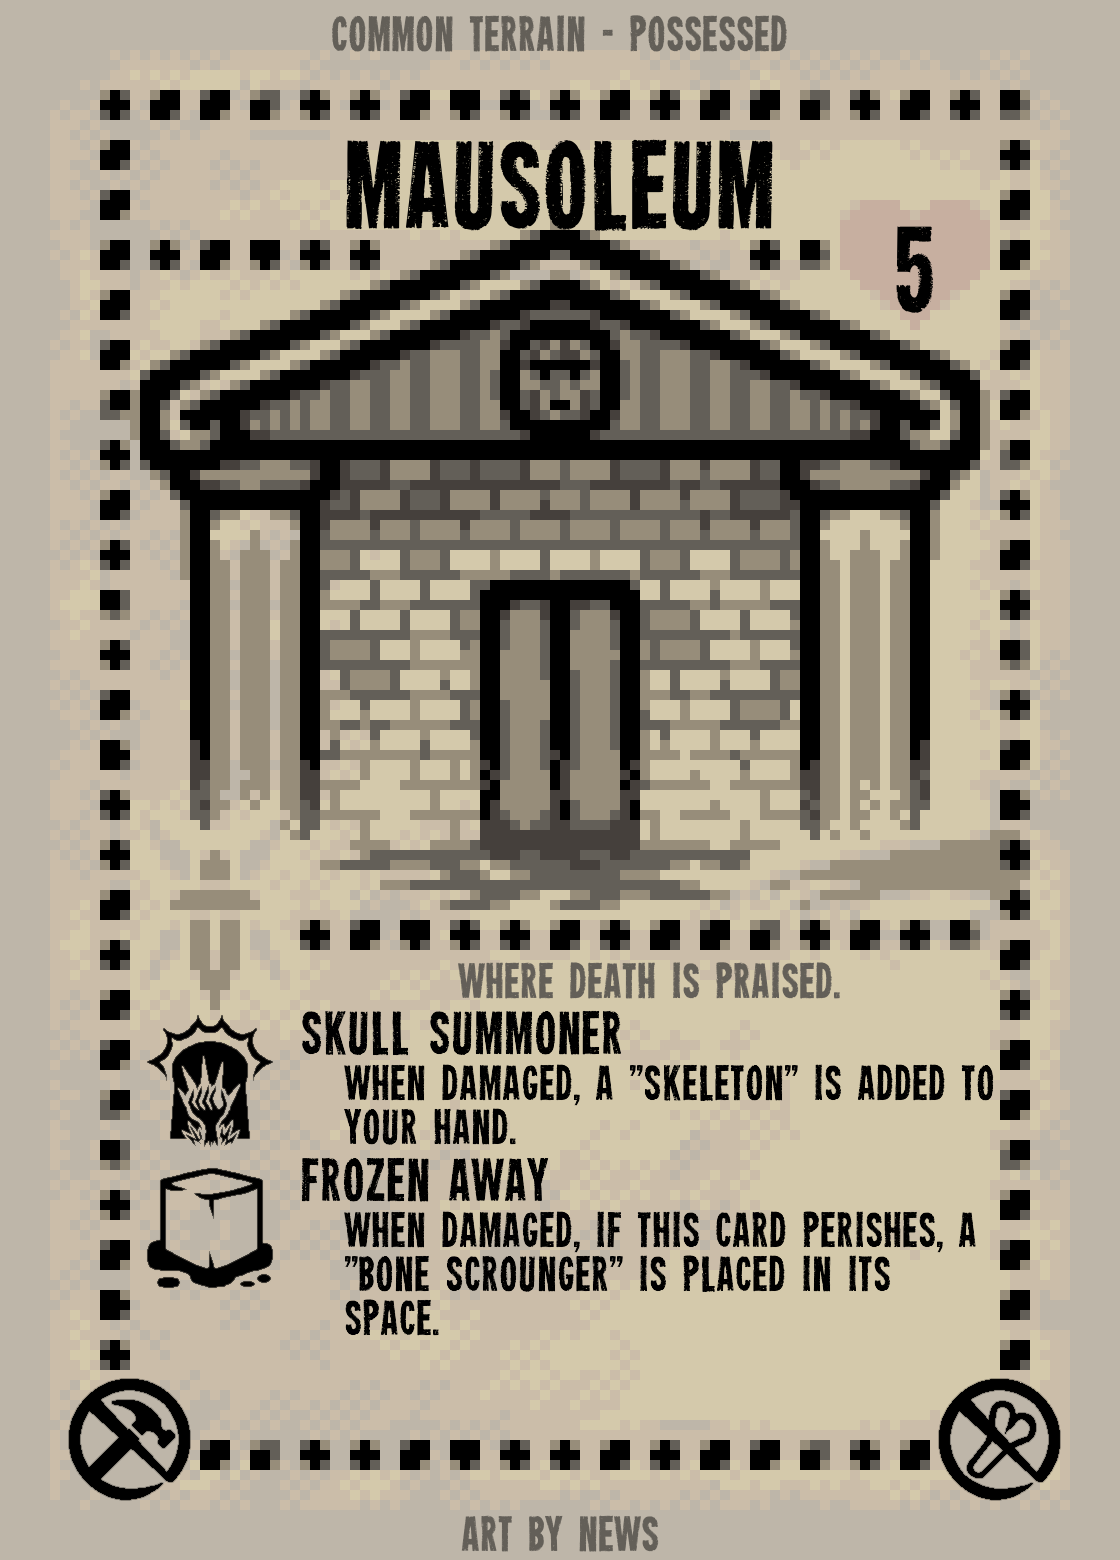 COMMON TERRAIN - POSSESSED
MAUSOLEUM
5
WHERE DEATH IS PRAISED.
SKULL SUMMONER
WHEN DAMAGED, A "SKELETON" IS ADDED TO
YOUR HAND.
FROZEN AWAY
WHEN DAMAGED, IF THIS CARD PERISHES, A
"BONE SCROUNGER" IS PLACED IN ITS
SPACE.
ART BY NEWS